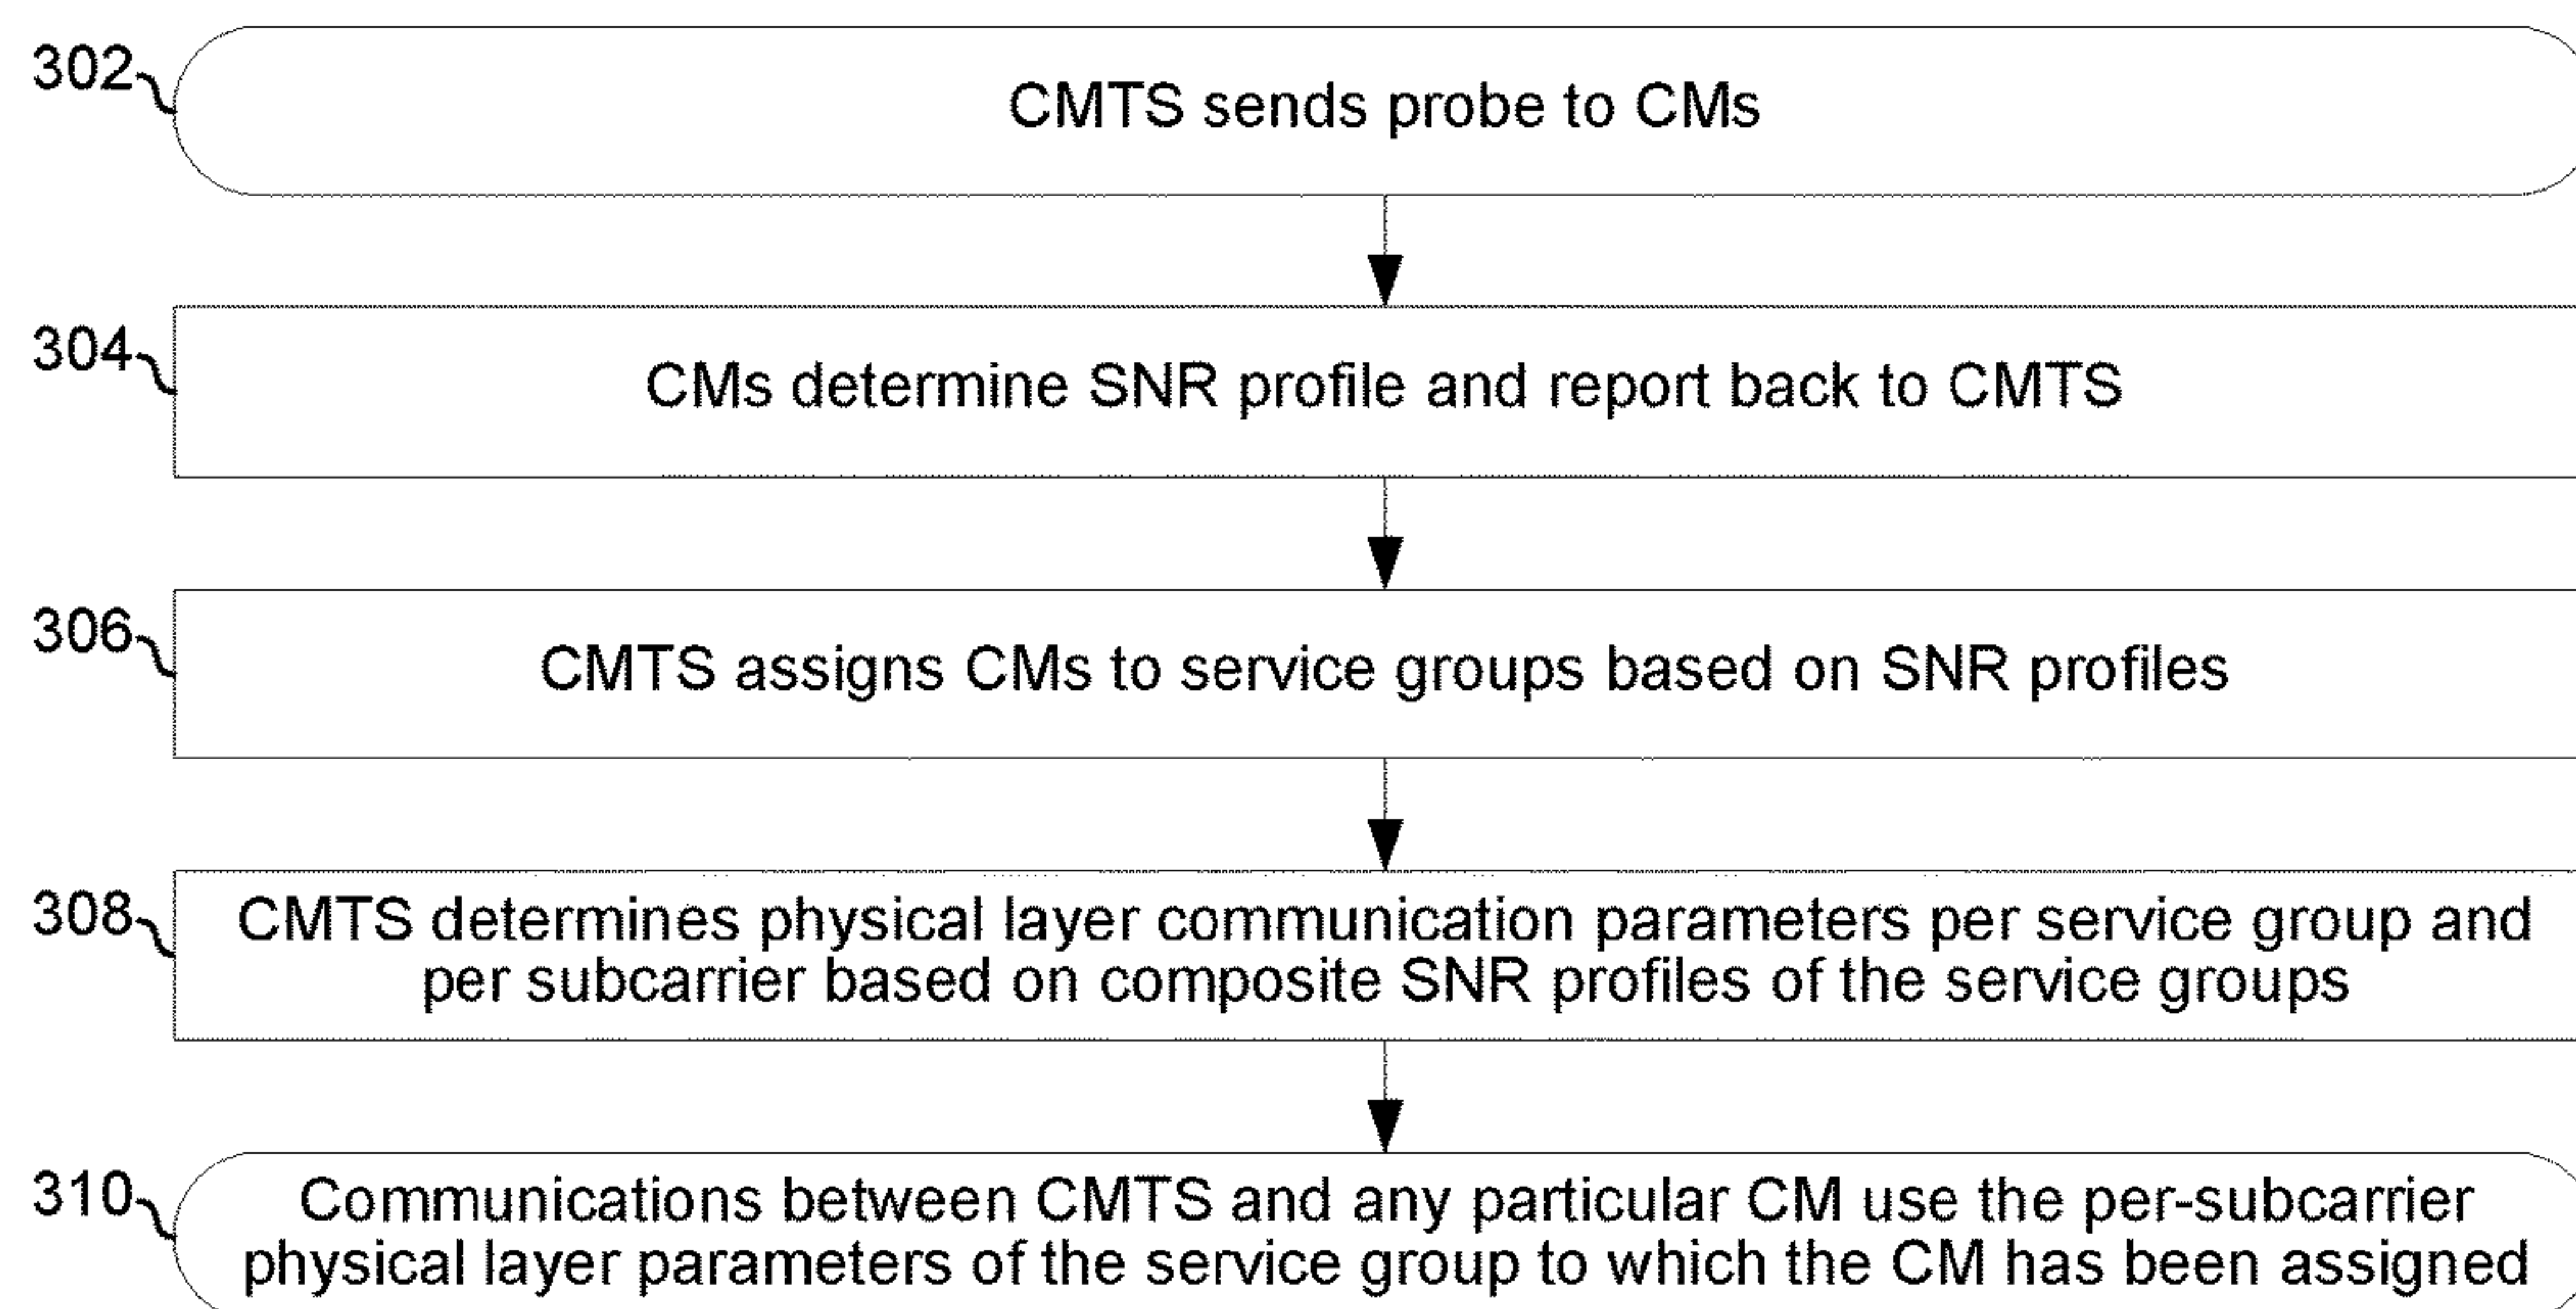 302
CMTS sends probe to CMs
304
CMs determine SNR profile and report back to CMTS
306
CMTS assigns CMs to service groups based on SNR profiles
308
CMTS determines physical layer communication parameters per service group and
per subcarrier based on composite SNR profiles of the service groups
310
Communications between CMTS and any particular CM use the per-subcarrier
physical layer parameters of the service group to which the CM has been assigned